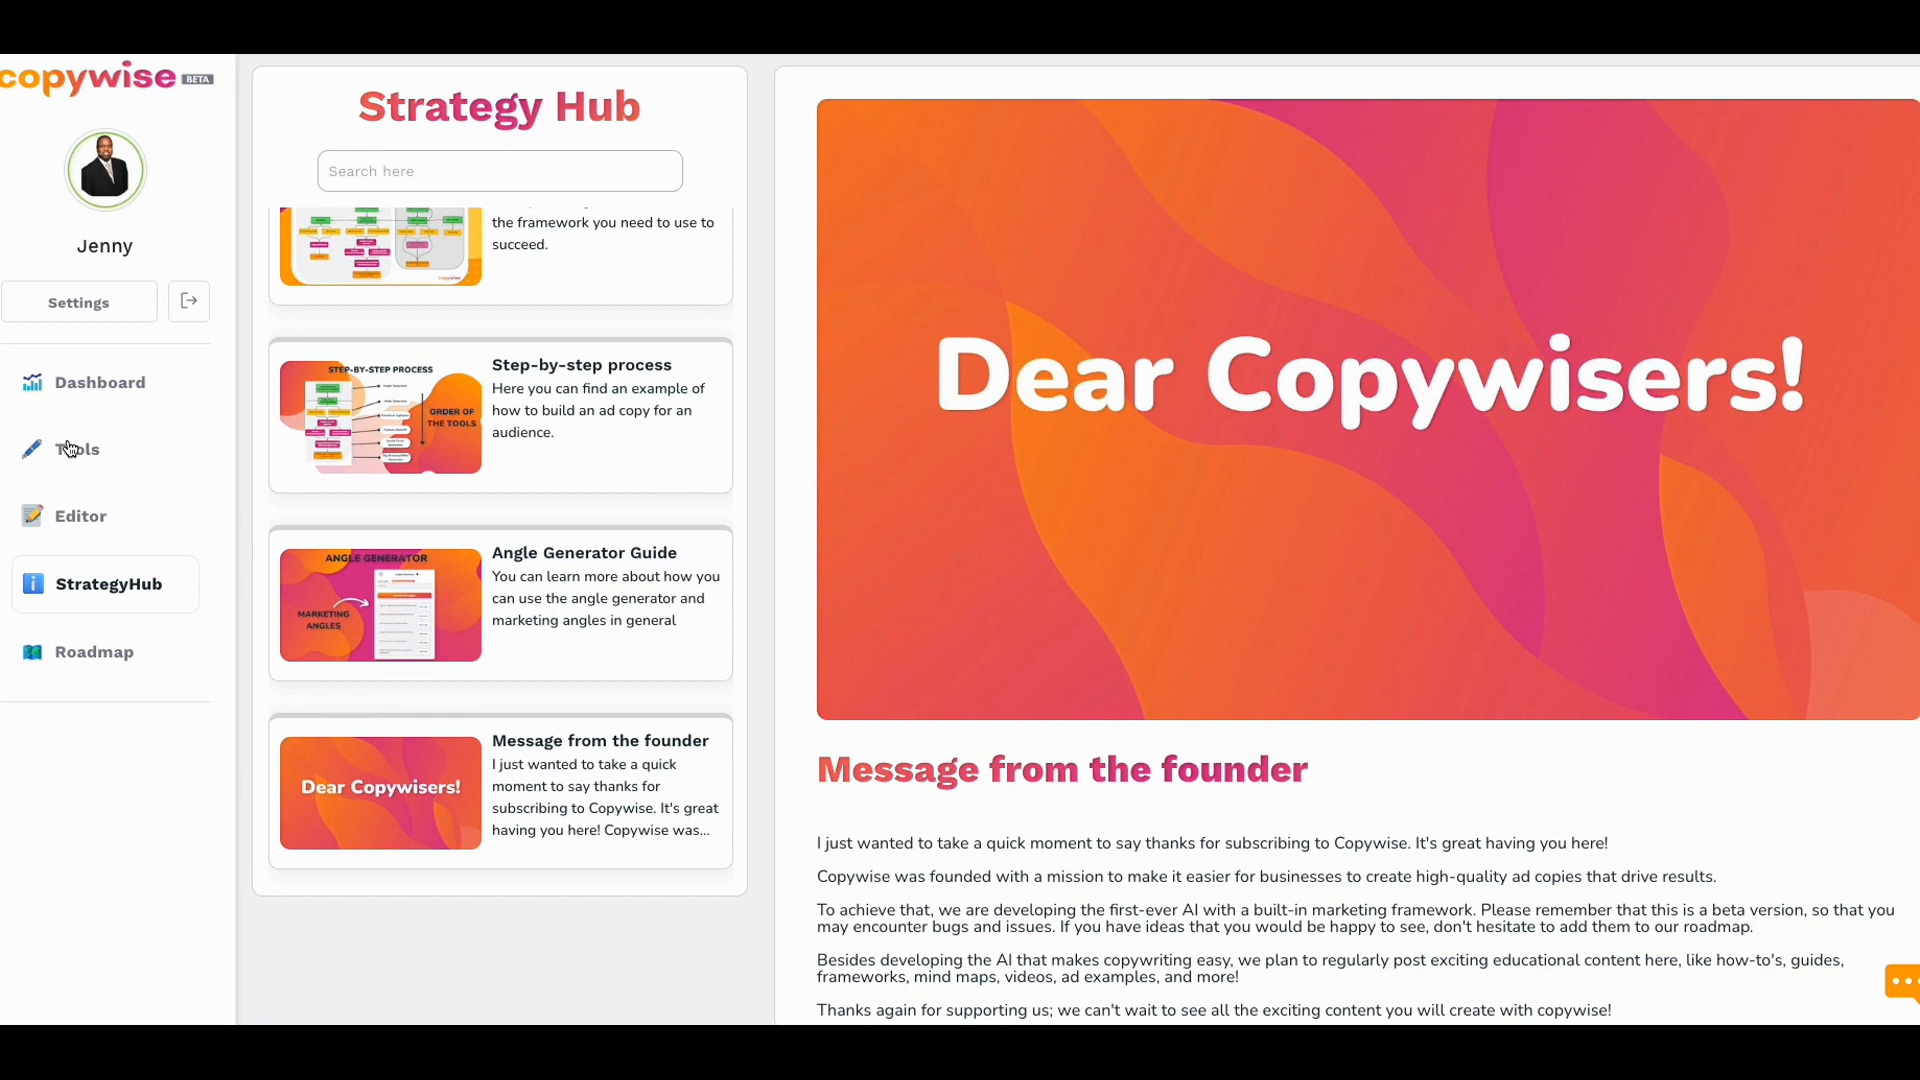 copywise BETA
Jenny
Settings
Dashboard
Tools
Editor
StrategyHub
Roadmap
Strategy Hub
Search here
the framework you need to use to
succeed.
copywise
STEP-BY-STEP PROCESS
ORDER OF
THE TOOLS
Step-by-step process
Here you can find an example of
how to build an ad copy for an
audience.
ANGLE GENERATOR
MARKETING
ANGLES
Angle Generator Guide
You can learn more about how you
can use the angle generator and
marketing angles in general
Dear Copywisers!
Message from the founder
I just wanted to take a quick
moment to say thanks for
subscribing to Copywise. It's great
having you here! Copywise was...
Dear Copywisers!
Message from the founder
I just wanted to take a quick moment to say thanks for subscribing to Copywise. It's great having you here!
Copywise was founded with a mission to make it easier for businesses to create high-quality ad copies that drive results.
To achieve that, we are developing the first-ever AI with a built-in marketing framework. Please remember that this is a beta version, so that you
may encounter bugs and issues. If you have ideas that you would be happy to see, don't hesitate to add them to our roadmap.
Besides developing the AI that makes copywriting easy, we plan to regularly post exciting educational content here, like how-to's, guides,
frameworks, mind maps, videos, ad examples, and more!
Thanks again for supporting us; we can't wait to see all the exciting content you will create with copywise!